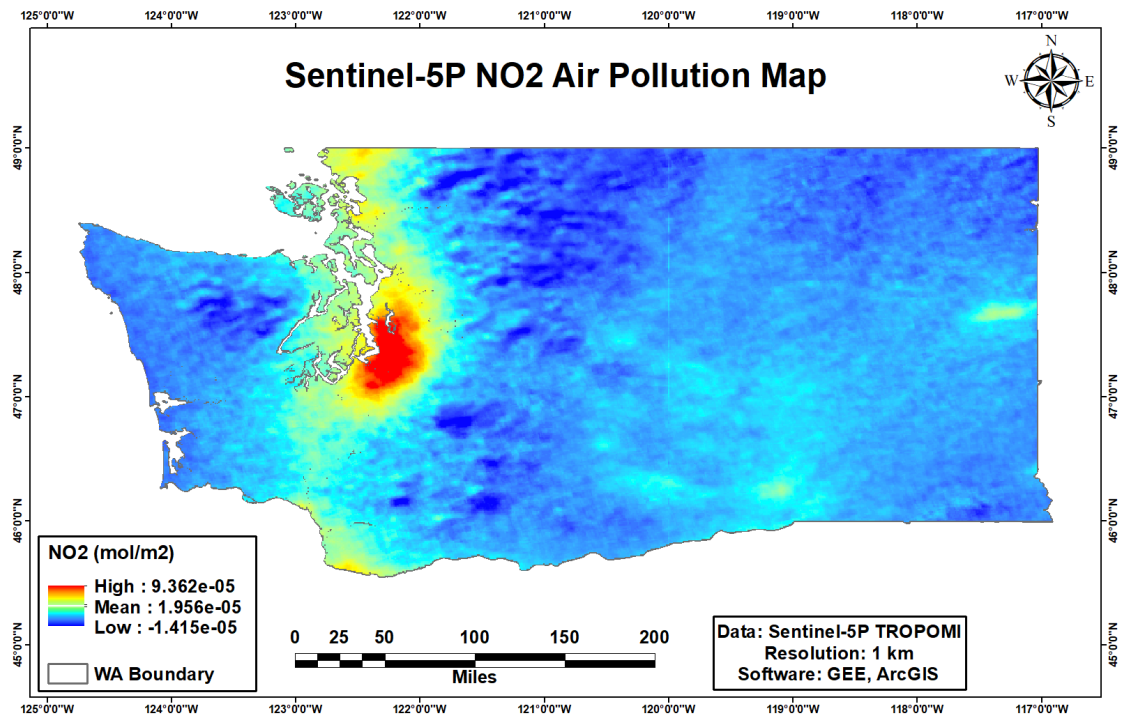 125°0'0"W 124°0'0"W 123°0'0"W 122°0'0"W 121°0'0"W 120°0'0"W 119°0'0"W 118°0'0"W 117°0'0"W
Sentinel-5P NO2 Air Pollution Map
N
W E
S
49°0'0"N 49°0'0"N
48°0'0"N 48°0'0"N
47°0'0"N 47°0'0"N
46°0'0"N 46°0'0"N
45°0'0"N 45°0'0"N
NO2 (mol/m2)
High : 9.362e-05
Mean : 1.956e-05
Low : -1.415e-05
WA Boundary
0 25 50 100 150 200
Miles
Data: Sentinel-5P TROPOMI
Resolution: 1 km
Software: GEE, ArcGIS
125°0'0"W 124°0'0"W 123°0'0"W 122°0'0"W 121°0'0"W 120°0'0"W 119°0'0"W 118°0'0"W 117°0'0"W